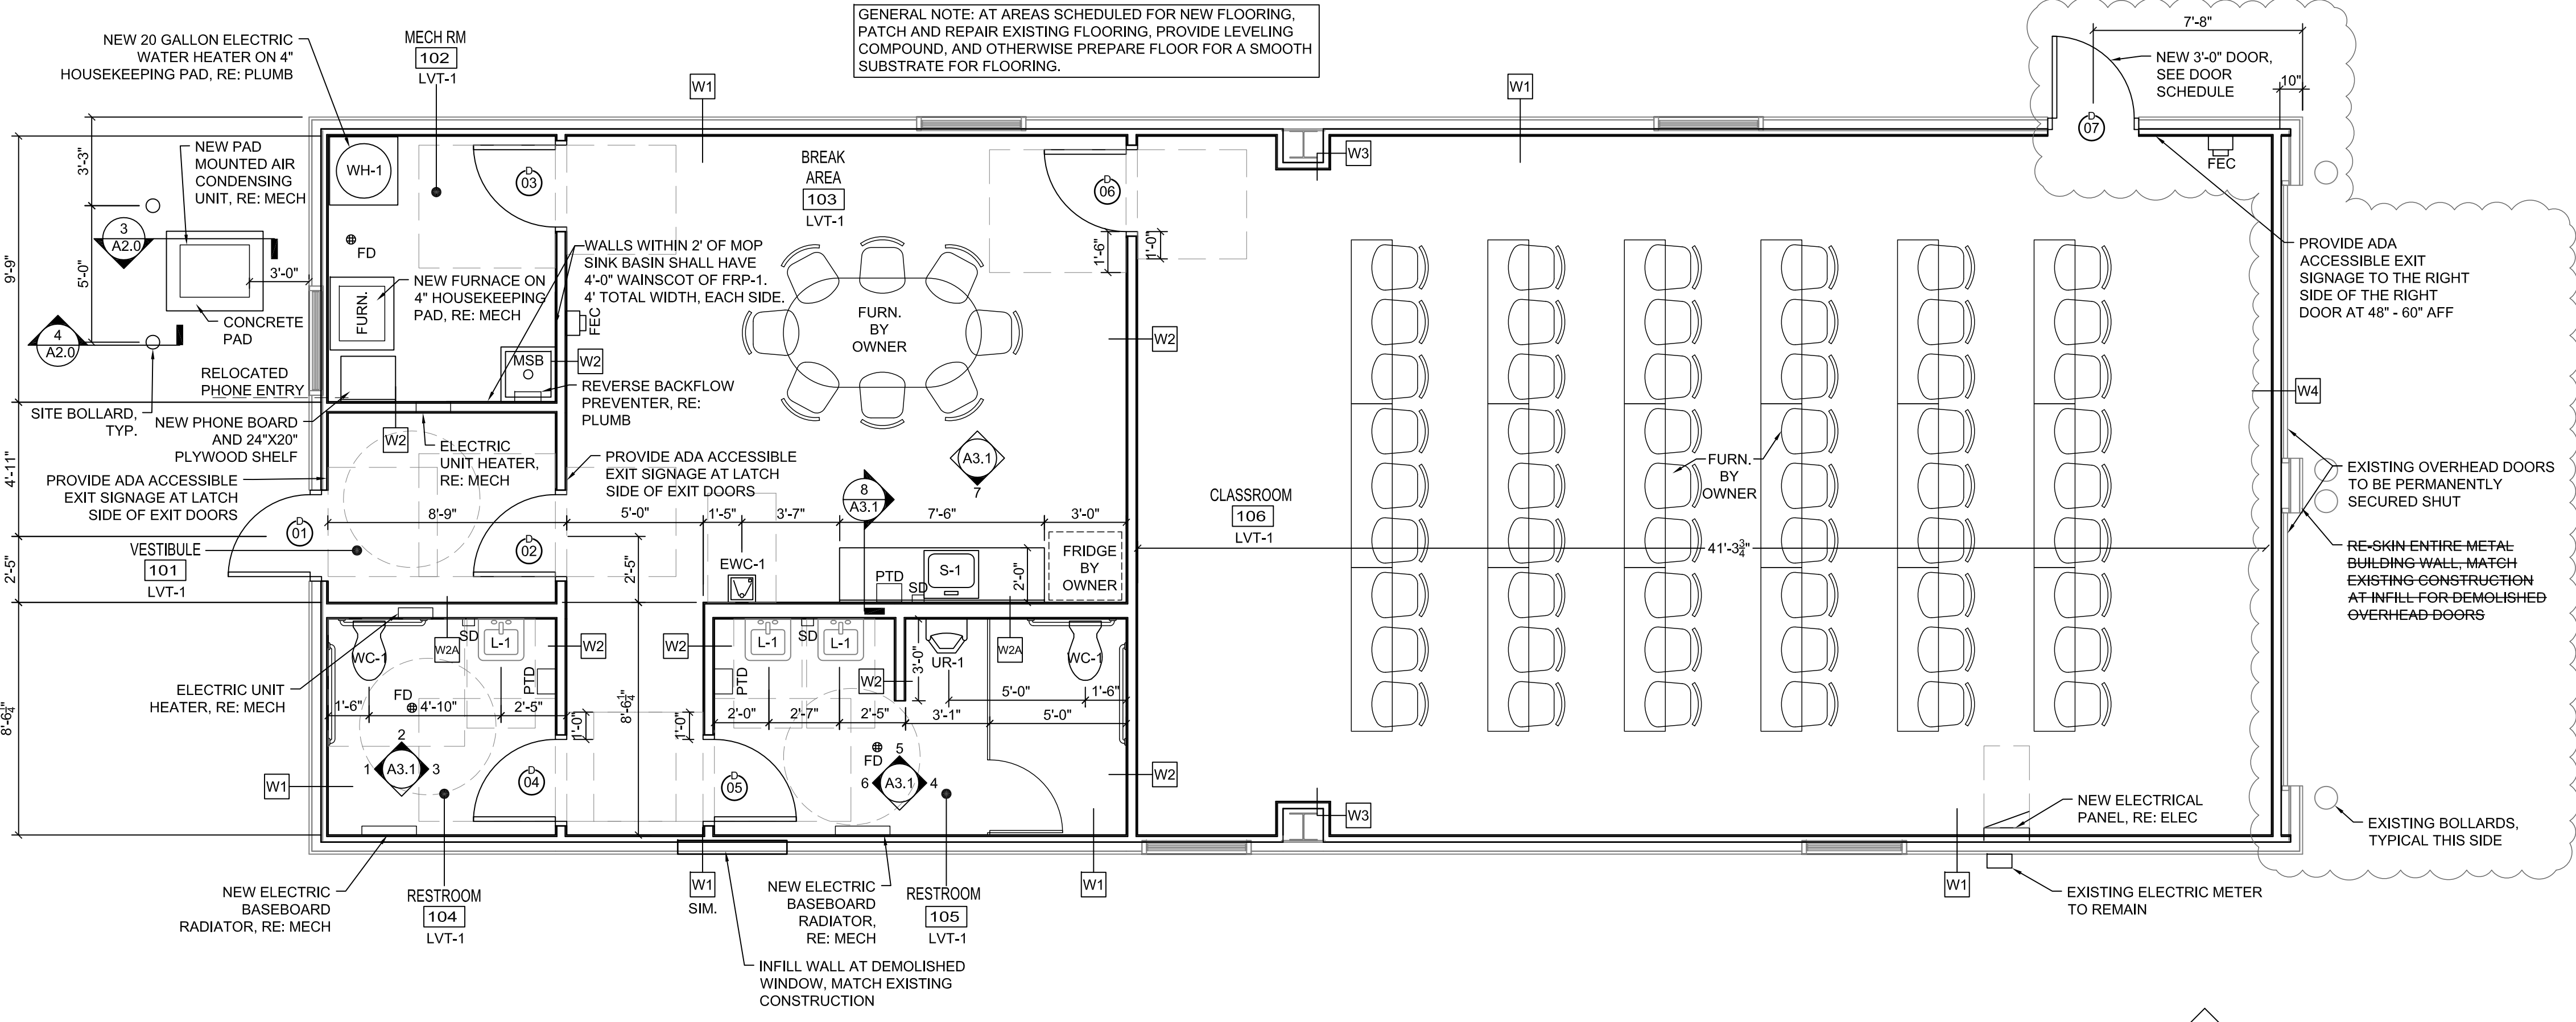 GENERAL NOTE: AT AREAS SCHEDULED FOR NEW FLOORING,
PATCH AND REPAIR EXISTING FLOORING, PROVIDE LEVELING
COMPOUND, AND OTHERWISE PREPARE FLOOR FOR A SMOOTH
SUBSTRATE FOR FLOORING.
NEW 20 GALLON ELECTRIC
WATER HEATER ON 4"
HOUSEKEEPING PAD, RE: PLUMB
MECH RM
102
LVT-1
W1
W1
7'-8"
NEW 3'-0" DOOR,
SEE DOOR
SCHEDULE
10"
D
07
FEC
3'-3"
5'-0"
9'-9"
4'-11"
2'-5"
8'-6 1/4"
NEW PAD
MOUNTED AIR
CONDENSING
UNIT, RE: MECH
3
A2.0
4
A2.0
3'-0"
CONCRETE
PAD
SITE BOLLARD,
TYP.
RELOCATED
PHONE ENTRY
NEW PHONE BOARD
AND 24"X20"
PLYWOOD SHELF
PROVIDE ADA ACCESSIBLE
EXIT SIGNAGE AT LATCH
SIDE OF EXIT DOORS
WH-1
FD
FURN.
NEW FURNACE ON
4" HOUSEKEEPING
PAD, RE: MECH
D
03
WALLS WITHIN 2' OF MOP
SINK BASIN SHALL HAVE
4'-0" WAINSCOT OF FRP-1.
4' TOTAL WIDTH, EACH SIDE.
FEC
MSB
W2
REVERSE BACKFLOW
PREVENTER, RE:
PLUMB
W2
ELECTRIC
UNIT HEATER,
RE: MECH
PROVIDE ADA ACCESSIBLE
EXIT SIGNAGE AT LATCH
SIDE OF EXIT DOORS
BREAK
AREA
103
LVT-1
FURN.
BY
OWNER
D
06
1'-6"
1'-0"
W3
W2
A3.1
7
8
A3.1
D
01
8'-9"
D
02
VESTIBULE
101
LVT-1
5'-0"
1'-5"
3'-7"
7'-6"
3'-0"
2'-5"
EWC-1
PTD
SD
S-1
2'-0"
FRIDGE
BY
OWNER
CLASSROOM
106
LVT-1
41'-3 3/4"
FURN.
BY
OWNER
PROVIDE ADA
ACCESSIBLE EXIT
SIGNAGE TO THE RIGHT
SIDE OF THE RIGHT
DOOR AT 48" - 60" AFF
W4
EXISTING OVERHEAD DOORS
TO BE PERMANENTLY
SECURED SHUT
RE-SKIN ENTIRE METAL
BUILDING WALL, MATCH
EXISTING CONSTRUCTION
AT INFILL FOR DEMOLISHED
OVERHEAD DOORS
WC-1
SD
W2A
L-1
W2
PTD
FD
1'-6"
4'-10"
2'-5"
1'-0"
8'-6 1/4"
1'-0"
2
1
A3.1
3
D
04
W1
ELECTRIC UNIT
HEATER, RE: MECH
W2
L-1
SD
L-1
PTD
W2
3'-0"
UR-1
W2A
WC-1
5'-0"
1'-6"
2'-0"
2'-7"
2'-5"
3'-1"
5'-0"
FD
5
6
A3.1
4
D
05
W2
W3
NEW ELECTRICAL
PANEL, RE: ELEC
EXISTING BOLLARDS,
TYPICAL THIS SIDE
NEW ELECTRIC
BASEBOARD
RADIATOR, RE: MECH
RESTROOM
104
LVT-1
W1
SIM.
NEW ELECTRIC
BASEBOARD
RADIATOR,
RE: MECH
RESTROOM
105
LVT-1
W1
W1
EXISTING ELECTRIC METER
TO REMAIN
INFILL WALL AT DEMOLISHED
WINDOW, MATCH EXISTING
CONSTRUCTION